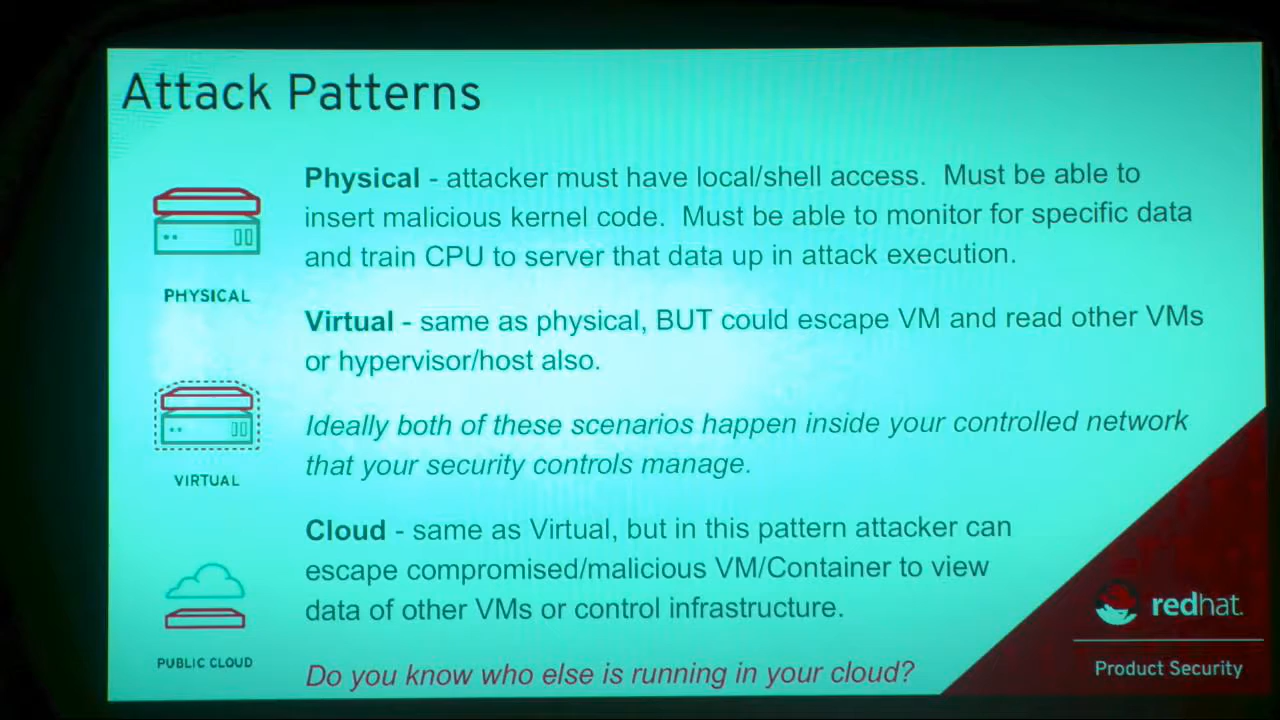 Attack Patterns
Physical - attacker must have local/shell access. Must be able to
insert malicious kernel code. Must be able to monitor for specific data
and train CPU to server that data up in attack execution.
PHYSICAL
Virtual - same as physical, BUT could escape VM and read other VMs
or hypervisor/host also.
VIRTUAL
Ideally both of these scenarios happen inside your controlled network
that your security controls manage.
Cloud - same as Virtual, but in this pattern attacker can
escape compromised/malicious VM/Container to view
data of other VMs or control infrastructure.
PUBLIC CLOUD
Do you know who else is running in your cloud?
redhat.
Product Security